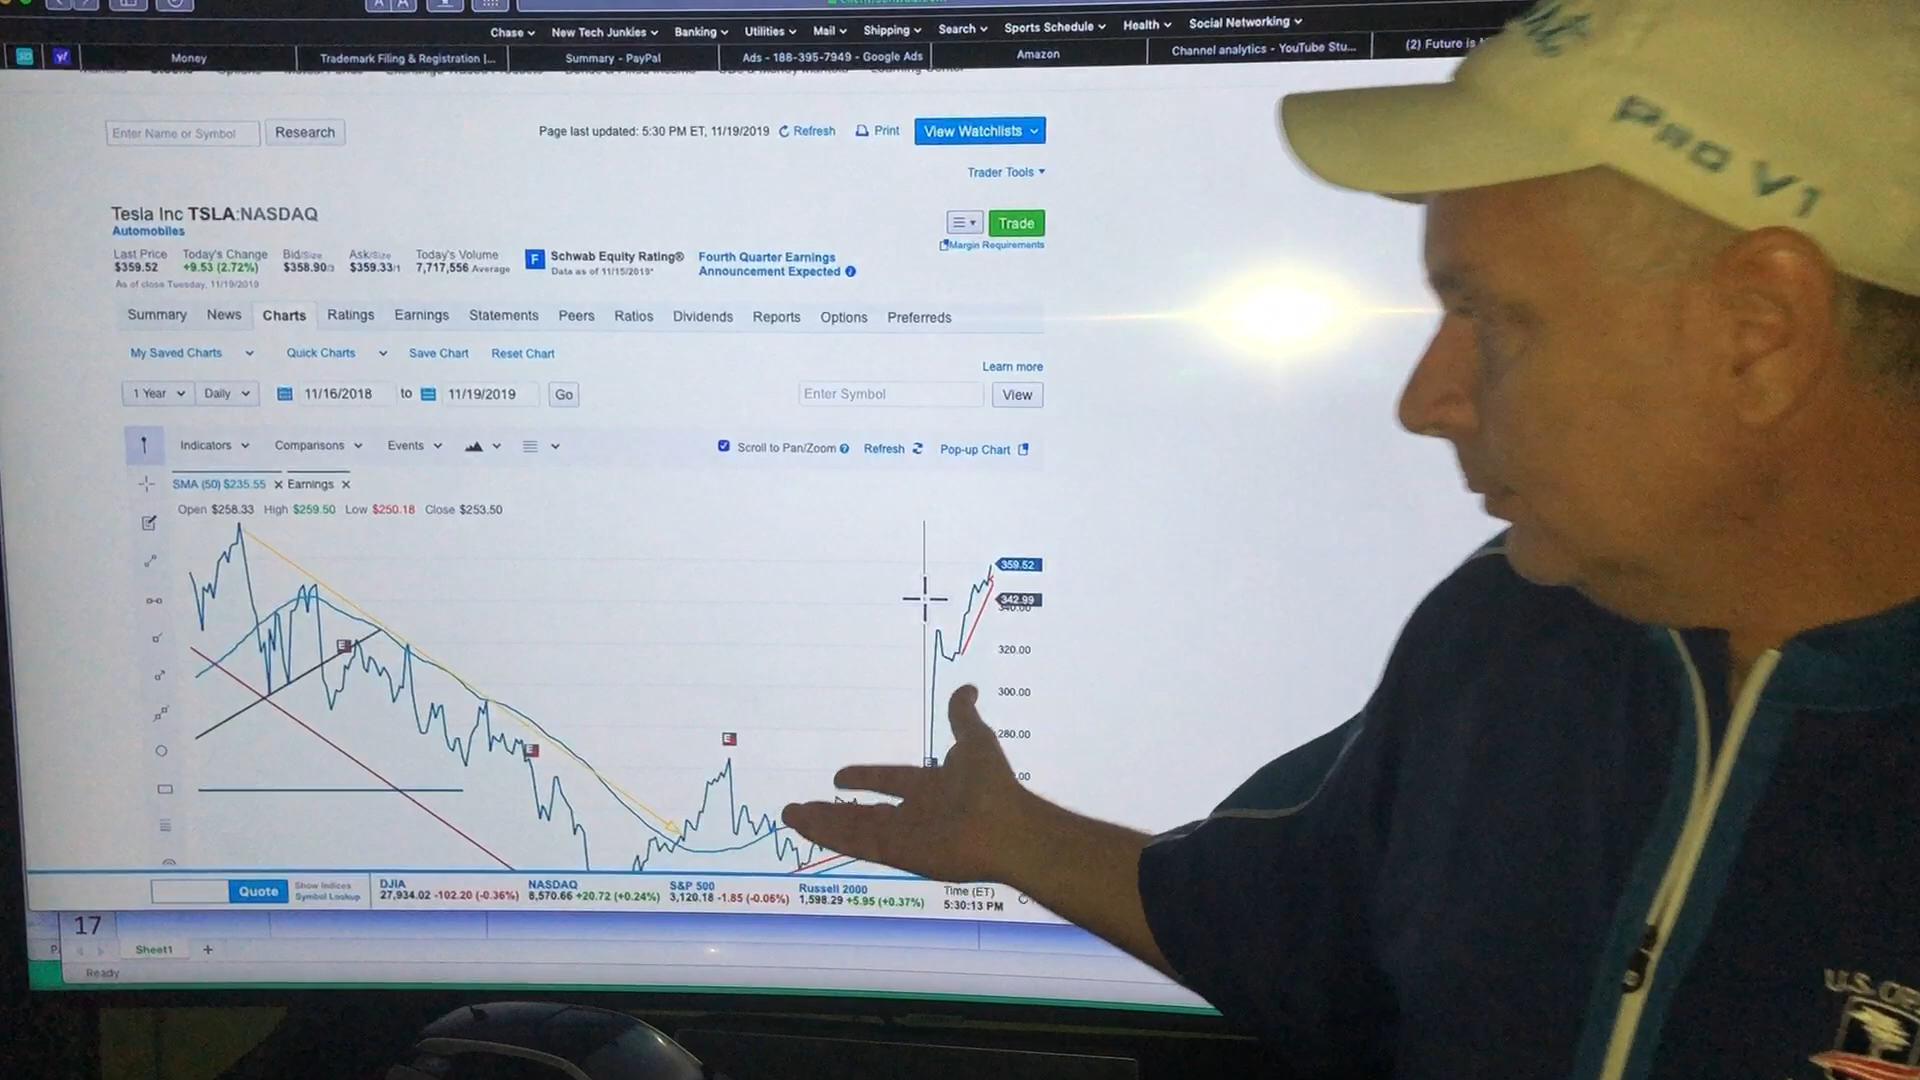 Chase New Tech Junkies Banking Utilities Mail Shipping Search Sports Schedule Health Social Networking
Money Trademark Filing & Registration |... Summary - PayPal Ads - 188-395-7949 - Google Ads Amazon Channel analytics - YouTube Stu... (2) Future is
Enter Name or Symbol Research Page last updated: 5:30 PM ET, 11/19/2019 Refresh Print View Watchlists
Trader Tools
Tesla Inc TSLA:NASDAQ
Automobiles
Trade
Margin Requirements
Last Price Today's Change Bid/Size Ask/Size Today's Volume Schwab Equity Rating® Fourth Quarter Earnings
$359.52 +9.53 (2.72%) $358.90/3 $359.33/1 7,717,556 Average F Data as of 11/15/2019* Announcement Expected
As of close Tuesday, 11/19/2019
Summary News Charts Ratings Earnings Statements Peers Ratios Dividends Reports Options Preferreds
My Saved Charts Quick Charts Save Chart Reset Chart
Learn more
1 Year Daily 11/16/2018 to 11/19/2019 Go Enter Symbol View
Indicators Comparisons Events Scroll to Pan/Zoom Refresh Pop-up Chart
SMA (50) $235.55 X Earnings X
Open $258.33 High $259.50 Low $250.18 Close $253.50
359.52
342.99
340.00
320.00
300.00
280.00
E
E
E
E
Quote Show Indices Symbol Lookup
DJIA NASDAQ S&P 500 Russell 2000 Time (ET)
27,934.02 -102.20 (-0.36%) 8,570.66 +20.72 (+0.24%) 3,120.18 -1.85 (-0.06%) 1,598.29 +5.95 (+0.37%) 5:30:13 PM
17
Sheet1 +
Ready
Pro V1